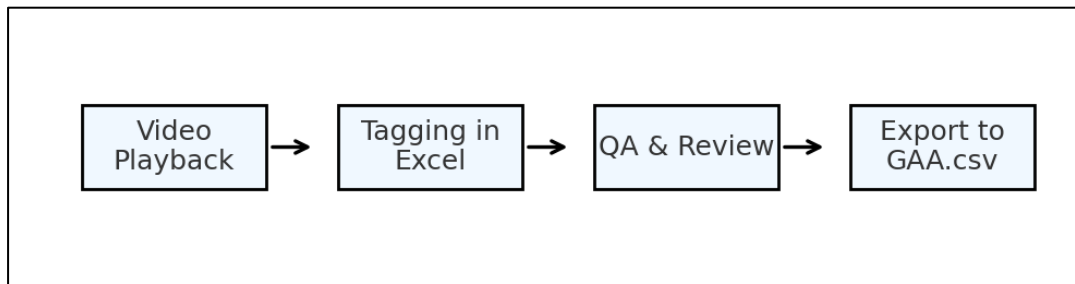 Video
Playback
Tagging in
Excel
QA & Review
Export to
GAA.csv